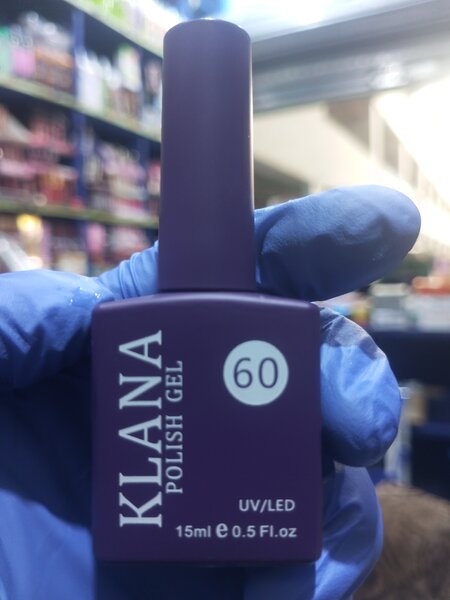 KLANA
POLISH GEL
60
UV/LED
15ml e 0.5 Fl.oz